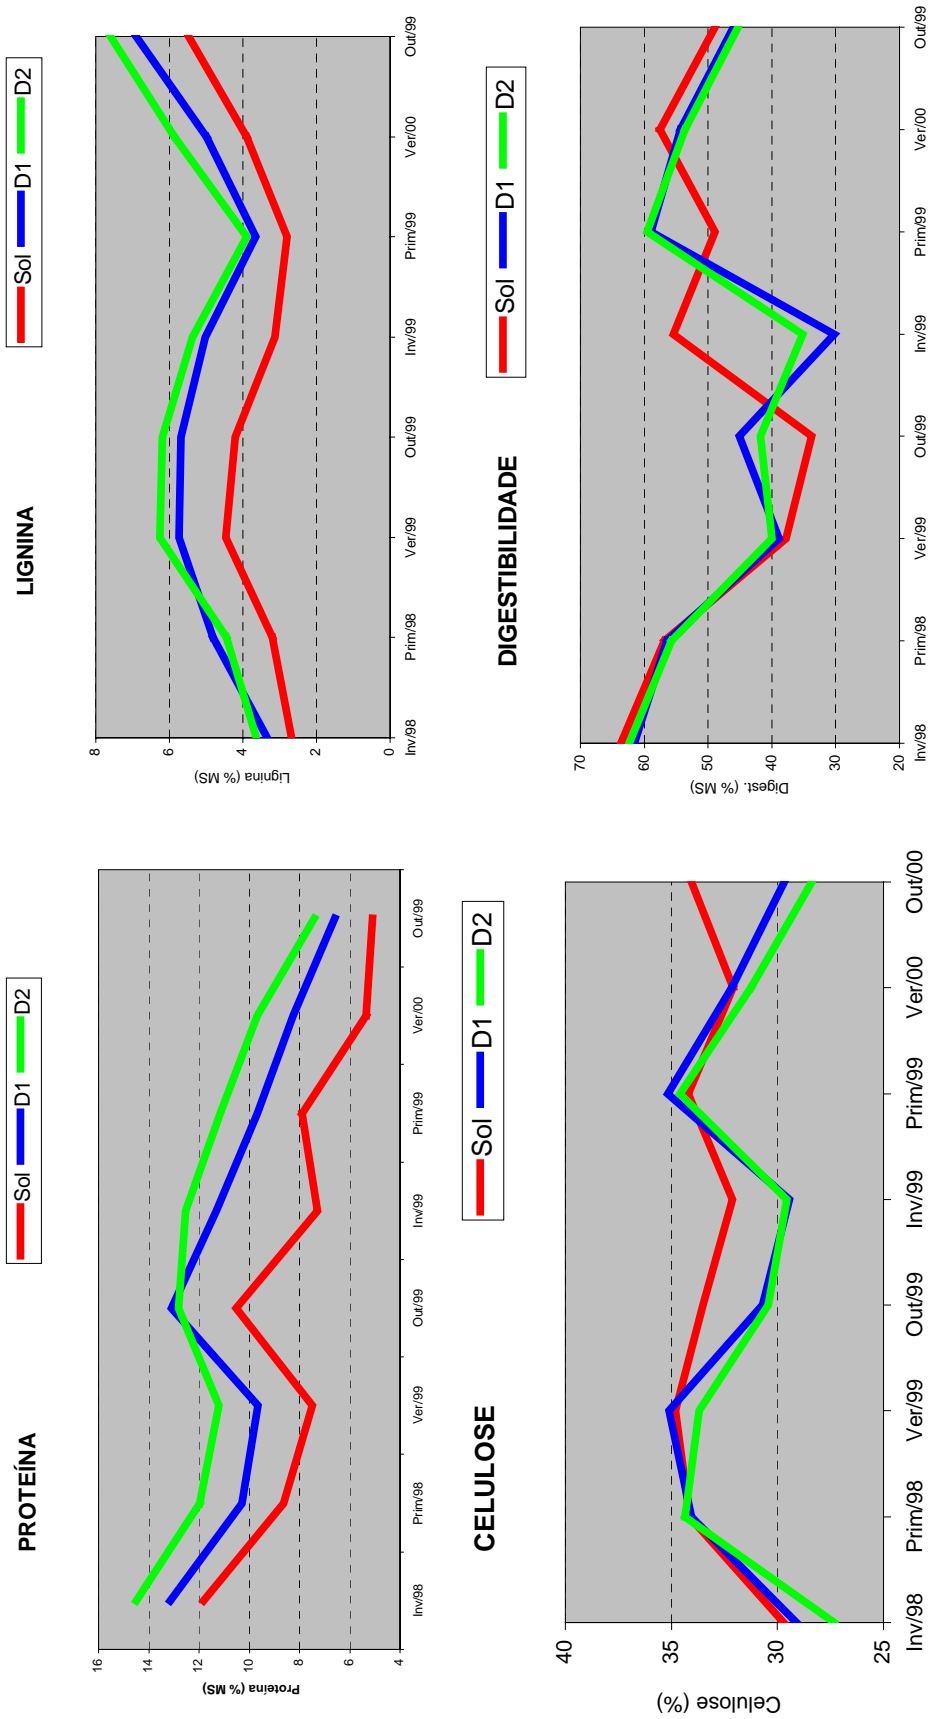 PROTEÍNA
Sol D1 D2
16
14
12
10
8
6
4
Proteína (% MS)
Inv/98 Prim/98 Ver/99 Out/99 Inv/99 Prim/99 Ver/00 Out/99
LIGNINA
Sol D1 D2
8
6
4
2
0
Lignina (% MS)
Inv/98 Prim/98 Ver/99 Out/99 Inv/99 Prim/99 Ver/00 Out/99
CELULOSE
Sol D1 D2
40
35
30
25
Celulose (%)
Inv/98 Prim/98 Ver/99 Out/99 Inv/99 Prim/99 Ver/00 Out/00
DIGESTIBILIDADE
Sol D1 D2
70
60
50
40
30
20
Digest. (% MS)
Inv/98 Prim/98 Ver/99 Out/99 Inv/99 Prim/99 Ver/00 Out/99